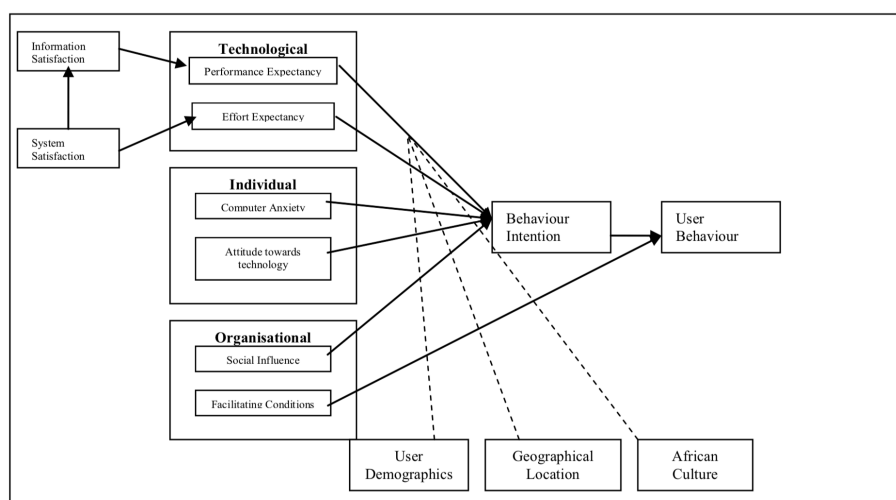 Information
Satisfaction
System
Satisfaction
Technological
Performance Expectancy
Effort Expectancy
Individual
Computer Anxiety
Attitude towards
technology
Organisational
Social Influence
Facilitating Conditions
Behaviour
Intention
User
Behaviour
User
Demographics
Geographical
Location
African
Culture